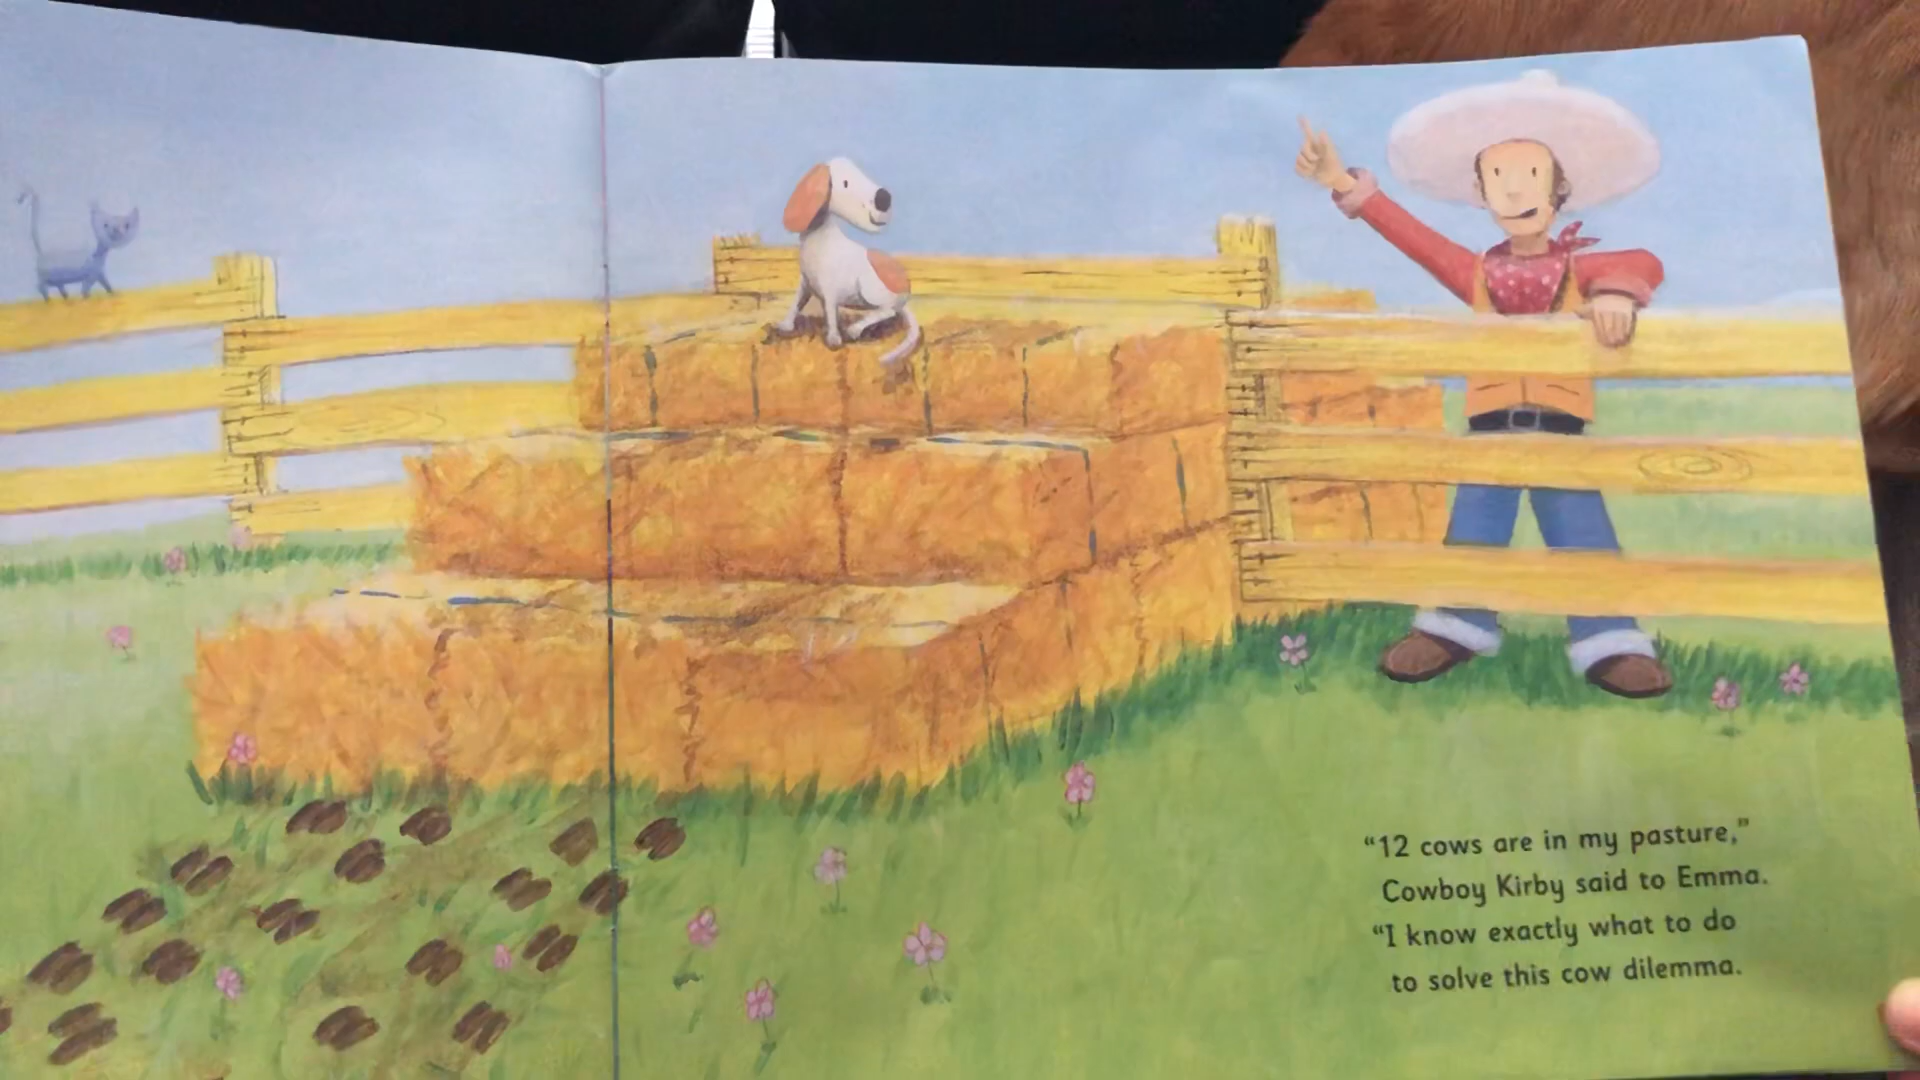 “12 cows are in my pasture,”
Cowboy Kirby said to Emma.
“I know exactly what to do
to solve this cow dilemma.